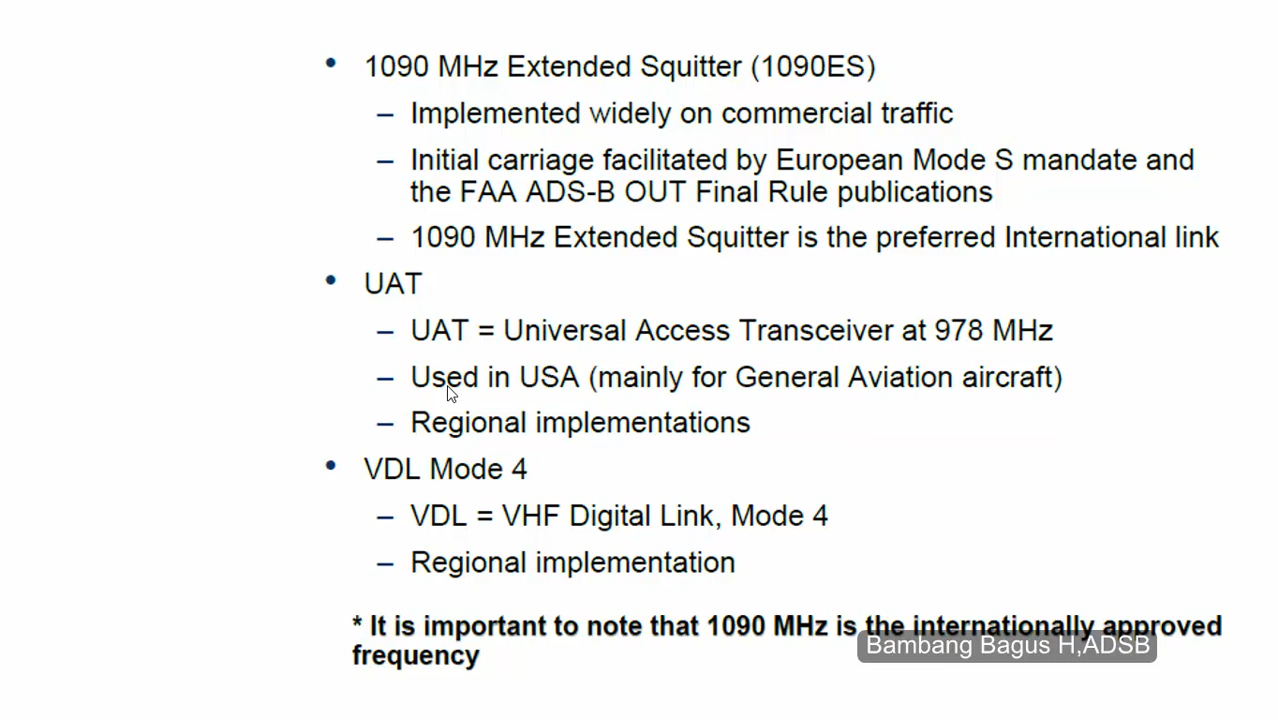 • 1090 MHz Extended Squitter (1090ES)
– Implemented widely on commercial traffic
– Initial carriage facilitated by European Mode S mandate and
the FAA ADS-B OUT Final Rule publications
– 1090 MHz Extended Squitter is the preferred International link
• UAT
– UAT = Universal Access Transceiver at 978 MHz
– Used in USA (mainly for General Aviation aircraft)
– Regional implementations
• VDL Mode 4
– VDL = VHF Digital Link, Mode 4
– Regional implementation
* It is important to note that 1090 MHz is the internationally approved
frequency
Bambang Bagus H,ADSB